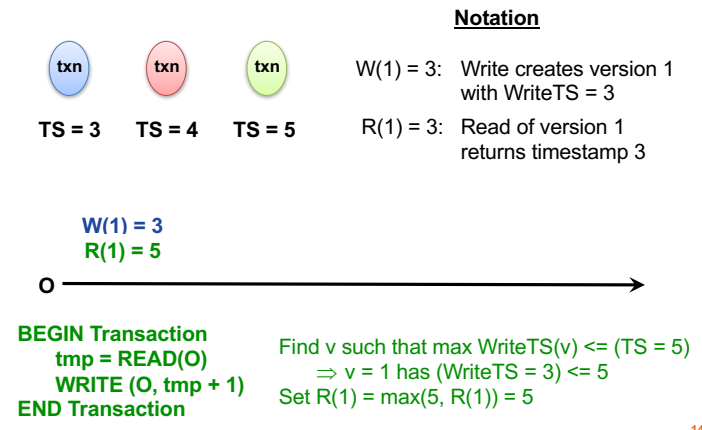 Notation
txn txn txn
W(1) = 3: Write creates version 1
with WriteTS = 3
TS = 3 TS = 4 TS = 5
R(1) = 3: Read of version 1
returns timestamp 3
W(1) = 3
R(1) = 5
O
BEGIN Transaction
tmp = READ(O)
WRITE (O, tmp + 1)
END Transaction
Find v such that max WriteTS(v) <= (TS = 5)
⇒ v = 1 has (WriteTS = 3) <= 5
Set R(1) = max(5, R(1)) = 5